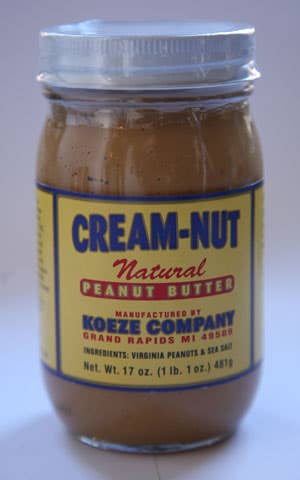 CREAM-NUT
Natural
PEANUT BUTTER
MANUFACTURED BY
KOEZE COMPANY
GRAND RAPIDS MI 49509
INGREDIENTS: VIRGINIA PEANUTS & SEA SALT
Net. Wt. 17 oz. (1 lb. 1 oz.) 481g